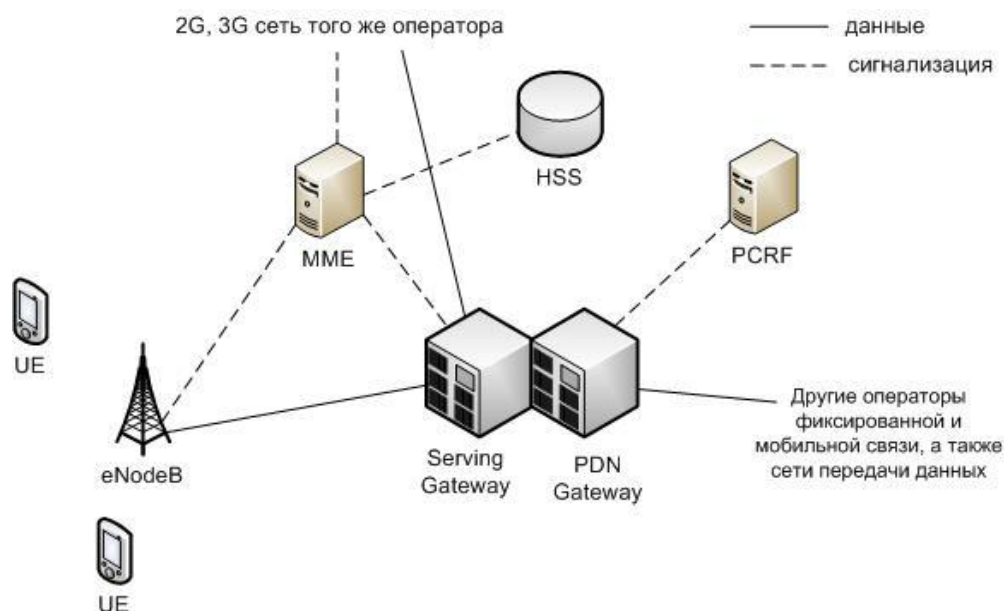 2G, 3G сеть того же оператора
данные
сигнализация
HSS
MME
PCRF
UE
eNodeB
Serving
Gateway
PDN
Gateway
Другие операторы
фиксированной и
мобильной связи, а также
сети передачи данных
UE